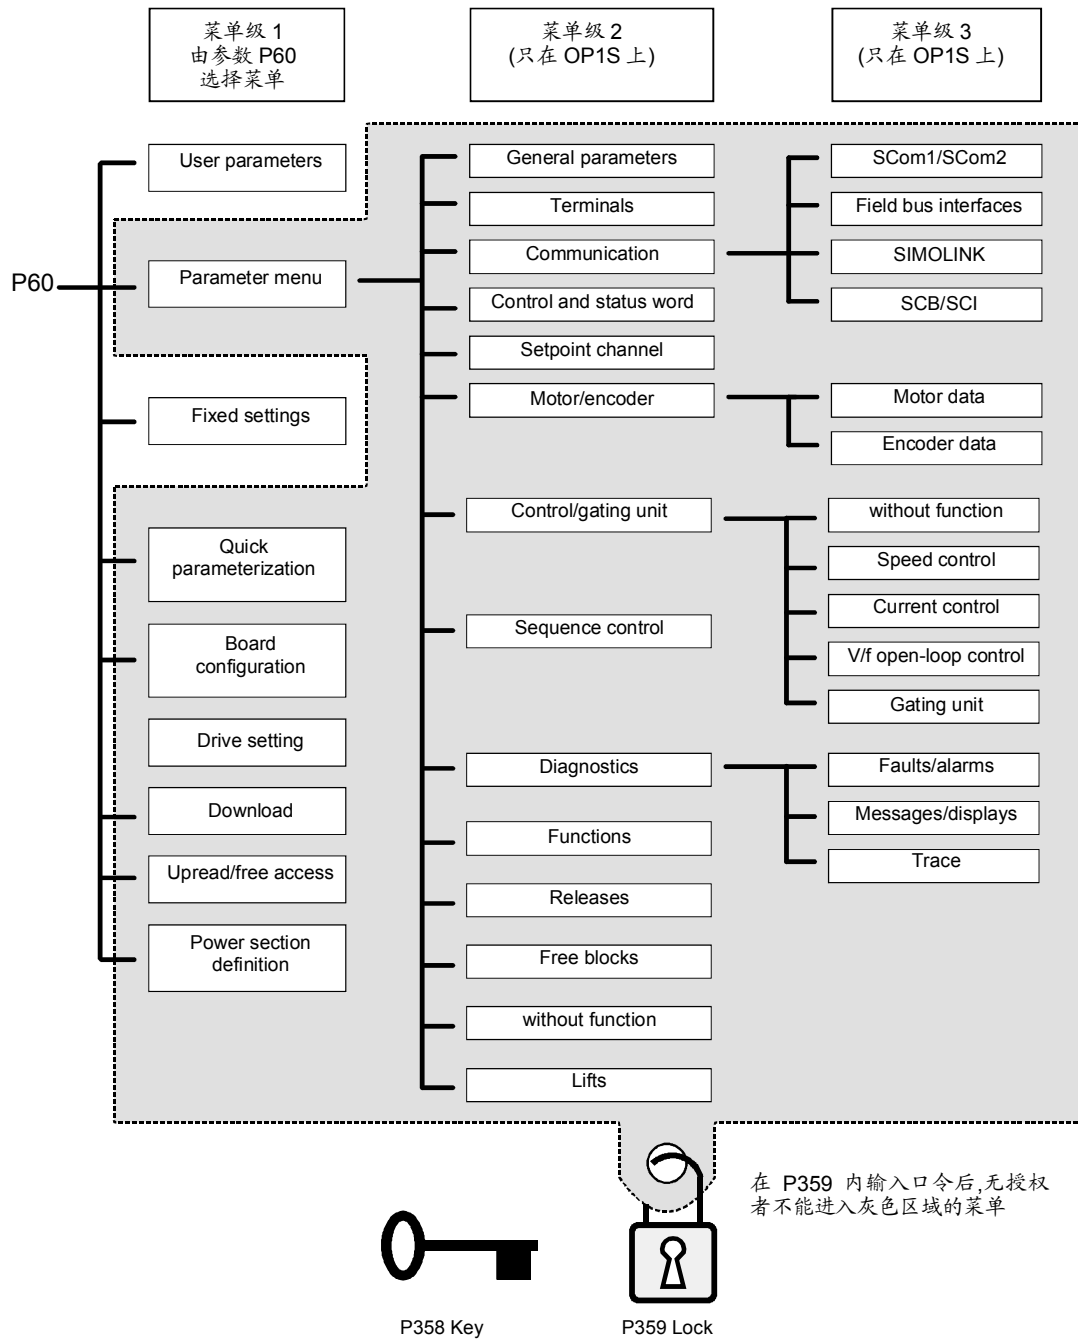 菜单级 1
由参数 P60
选择菜单
菜单级 2
(只在 OP1S 上)
菜单级 3
(只在 OP1S 上)
P60
User parameters
Parameter menu
Fixed settings
Quick
parameterization
Board
configuration
Drive setting
Download
Upread/free access
Power section
definition
General parameters
Terminals
Communication
Control and status word
Setpoint channel
Motor/encoder
Control/gating unit
Sequence control
Diagnostics
Functions
Releases
Free blocks
without function
Lifts
SCom1/SCom2
Field bus interfaces
SIMOLINK
SCB/SCI
Motor data
Encoder data
without function
Speed control
Current control
V/f open-loop control
Gating unit
Faults/alarms
Messages/displays
Trace
在 P359 内输入口令后,无授权
者不能进入灰色区域的菜单
P358 Key
P359 Lock